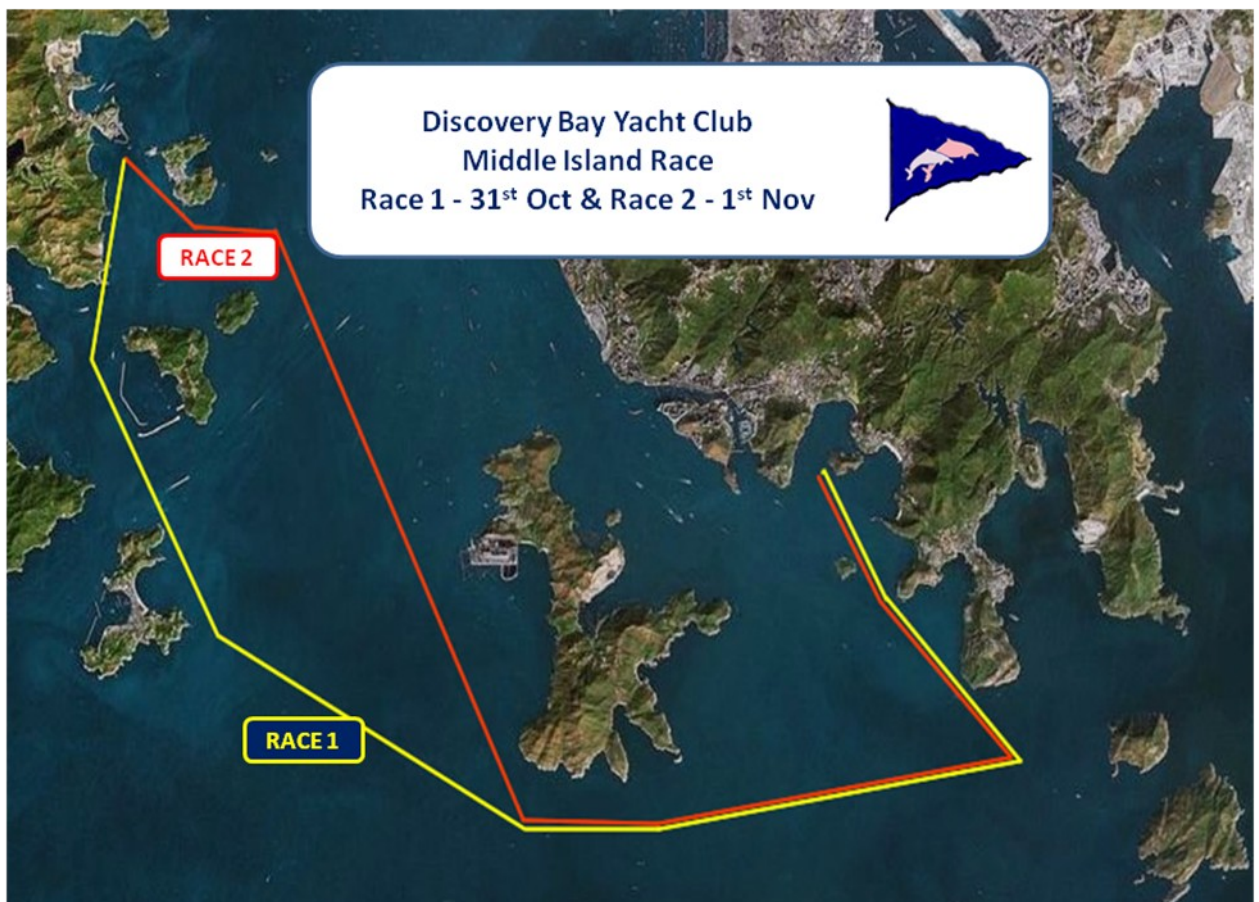 Discovery Bay Yacht Club
Middle Island Race
Race 1 - 31st Oct & Race 2 - 1st Nov
RACE 2
RACE 1